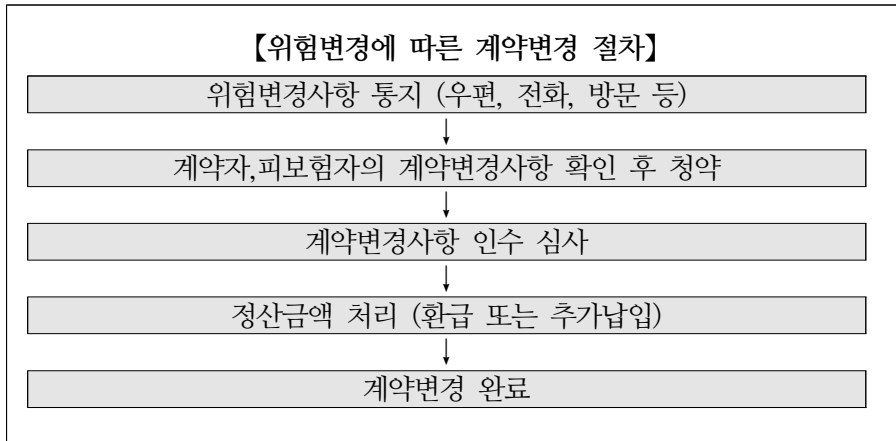 【위험변경에 따른 계약변경 절차】
위험변경사항 통지 (우편, 전화, 방문 등)
계약자,피보험자의 계약변경사항 확인 후 청약
계약변경사항 인수 심사
정산금액 처리 (환급 또는 추가납입)
계약변경 완료